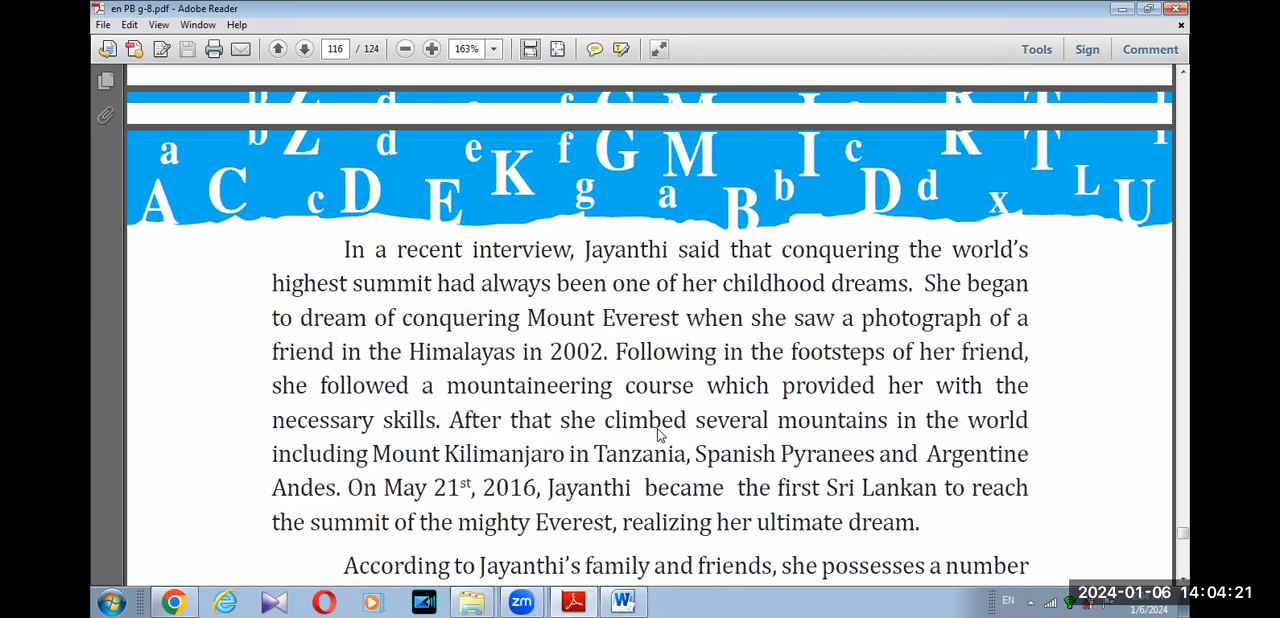 en PB g-8.pdf - Adobe Reader
File Edit View Window Help
116 / 124 163% Tools Sign Comment
a b Z d e K f G M I c R T
A C c D E g a B b D d x L U
In a recent interview, Jayanthi said that conquering the world's
highest summit had always been one of her childhood dreams. She began
to dream of conquering Mount Everest when she saw a photograph of a
friend in the Himalayas in 2002. Following in the footsteps of her friend,
she followed a mountaineering course which provided her with the
necessary skills. After that she climbed several mountains in the world
including Mount Kilimanjaro in Tanzania, Spanish Pyranees and Argentine
Andes. On May 21st, 2016, Jayanthi became the first Sri Lankan to reach
the summit of the mighty Everest, realizing her ultimate dream.
According to Jayanthi's family and friends, she possesses a number
zm W EN
2024-01-06 14:04:21
1/6/2024